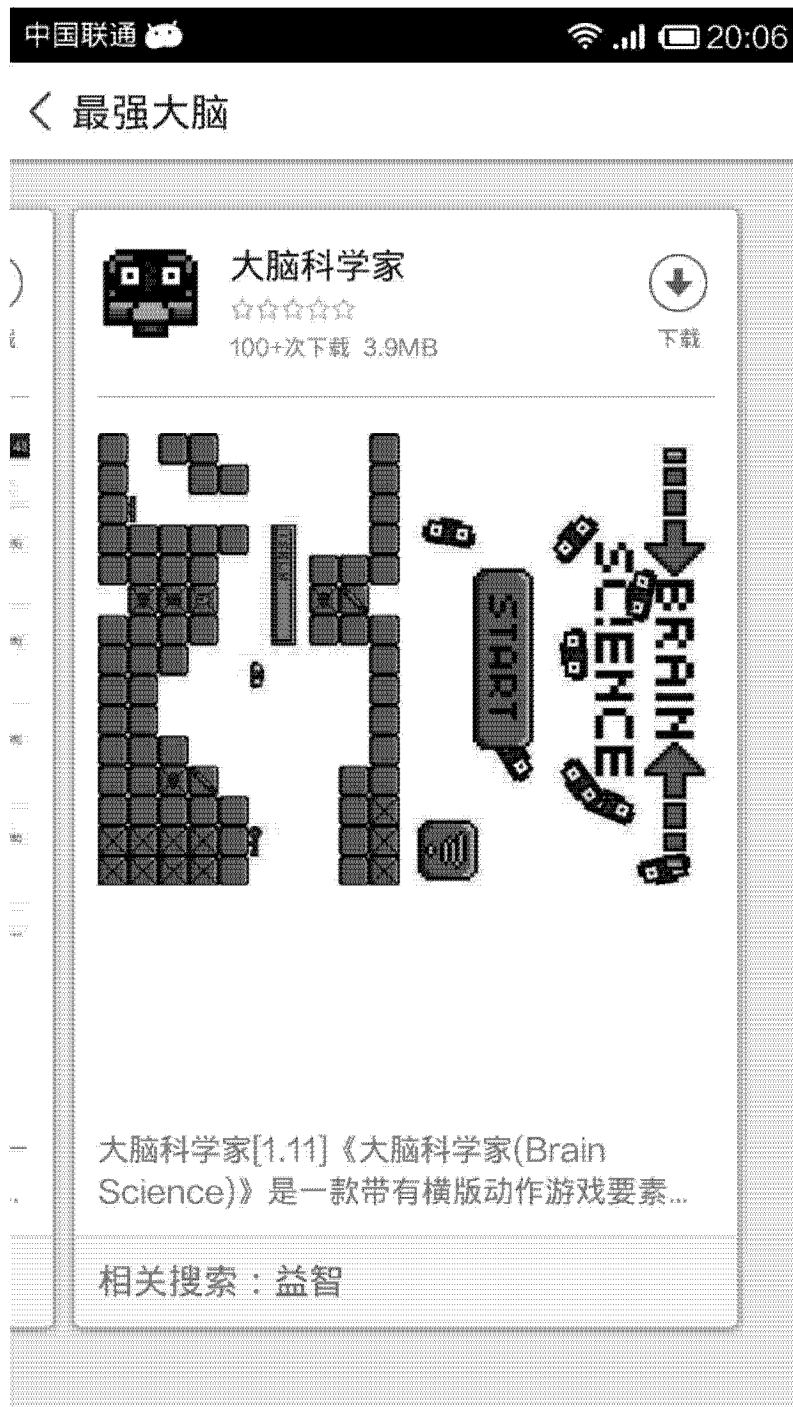 中国联通
20:06
最强大脑
大脑科学家
100+次下载 3.9MB
下载
START
SCIENCE
BRAIN
大脑科学家[1.11]《大脑科学家(Brain
Science)》是一款带有横版动作游戏要素...
相关搜索：益智